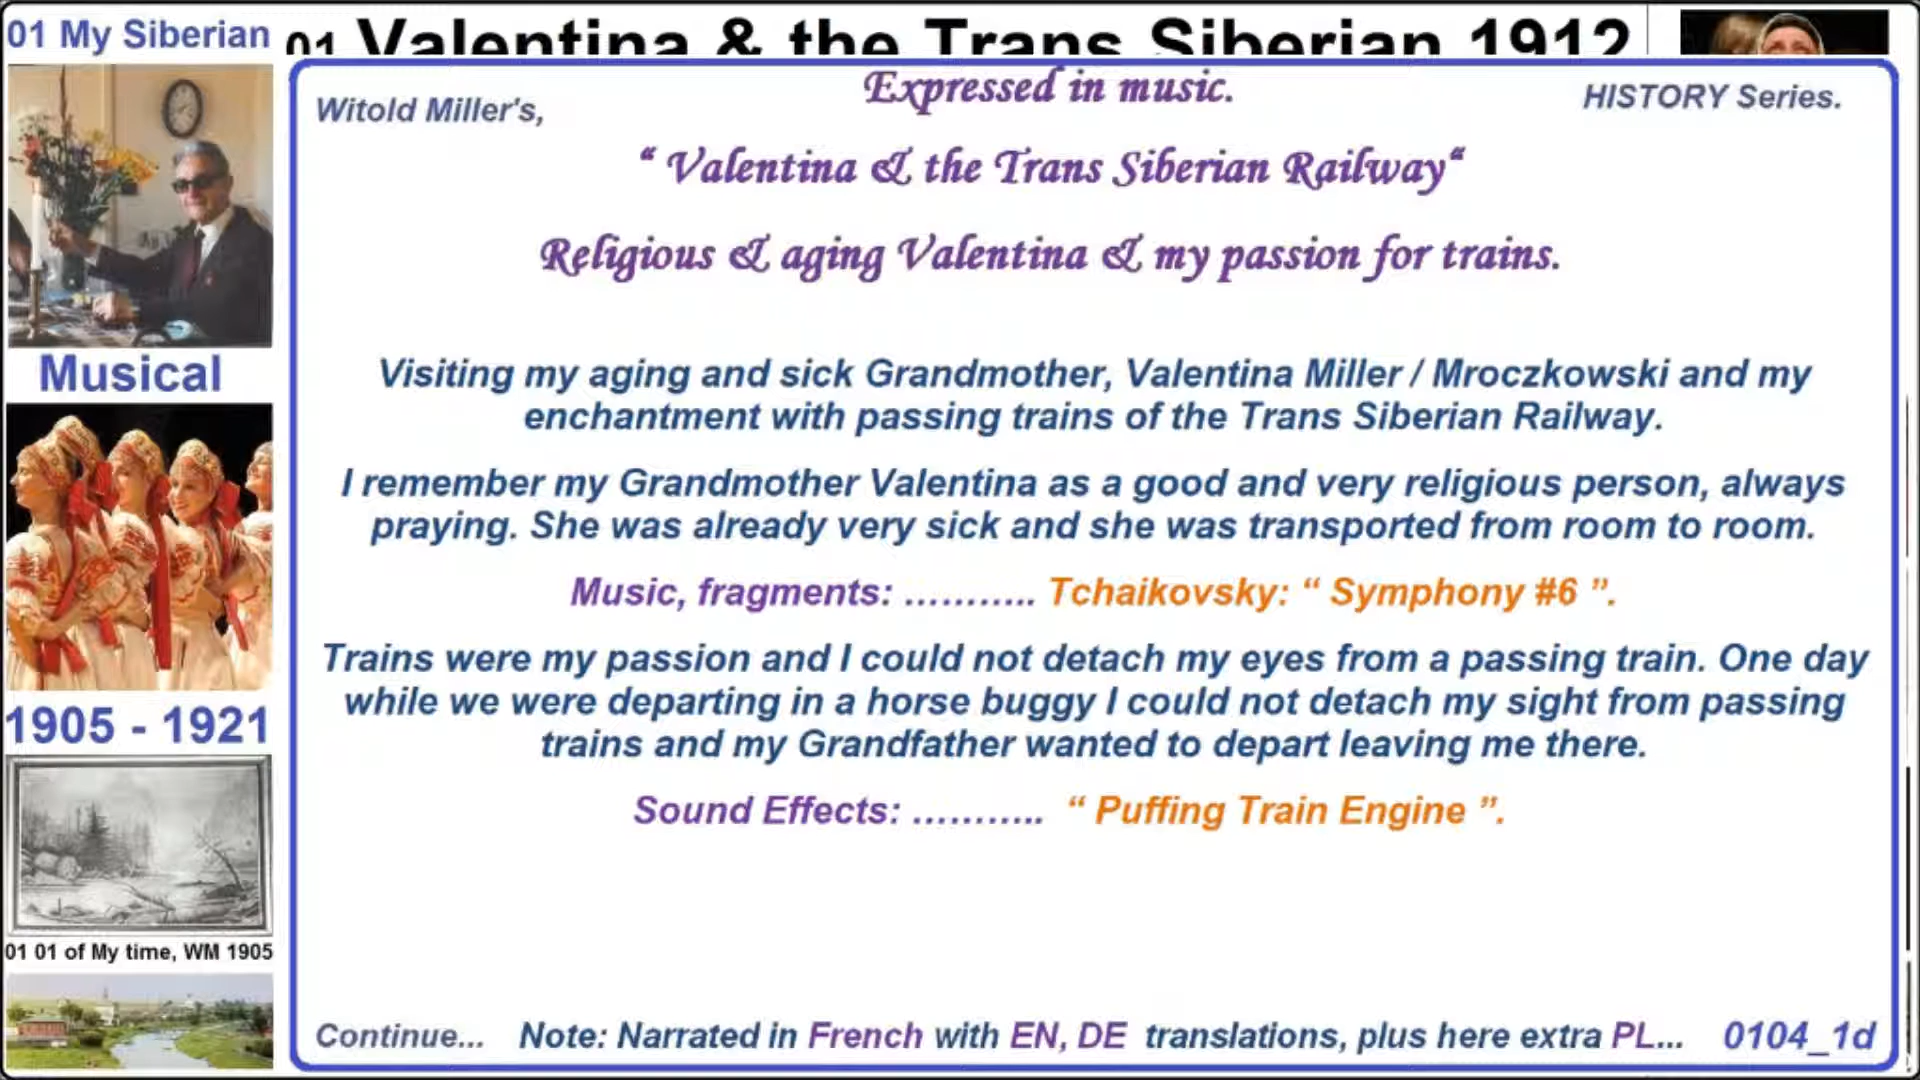 01 My Siberian
01 Valentina & the Trans Siberian 1912
Expressed in music.
Witold Miller's,
HISTORY Series.
“ Valentina & the Trans Siberian Railway“
Religious & aging Valentina & my passion for trains.
Visiting my aging and sick Grandmother, Valentina Miller / Mroczkowski and my
enchantment with passing trains of the Trans Siberian Railway.
Musical
I remember my Grandmother Valentina as a good and very religious person, always
praying. She was already very sick and she was transported from room to room.
Music, fragments: ……….. Tchaikovsky: “ Symphony #6 ”.
Trains were my passion and I could not detach my eyes from a passing train. One day
while we were departing in a horse buggy I could not detach my sight from passing
trains and my Grandfather wanted to depart leaving me there.
1905 - 1921
Sound Effects: ……….. “ Puffing Train Engine ”.
01 01 of My time, WM 1905
Continue... Note: Narrated in French with EN, DE translations, plus here extra PL... 0104_1d